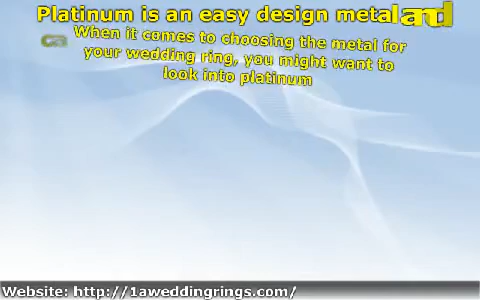 Platinum is an easy design metal and
When it comes to choosing the metal for
your wedding ring, you might want to
look into platinum
Website: http://1aweddingrings.com/